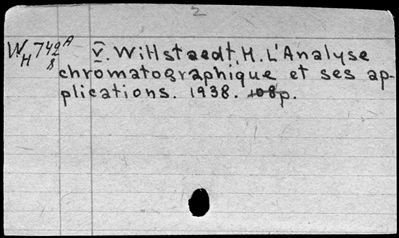 2
W.H 742 A 8
V. Willstaedt, H. L'Analyse
chromatographique et ses ap-
plications. 1938. 108p.